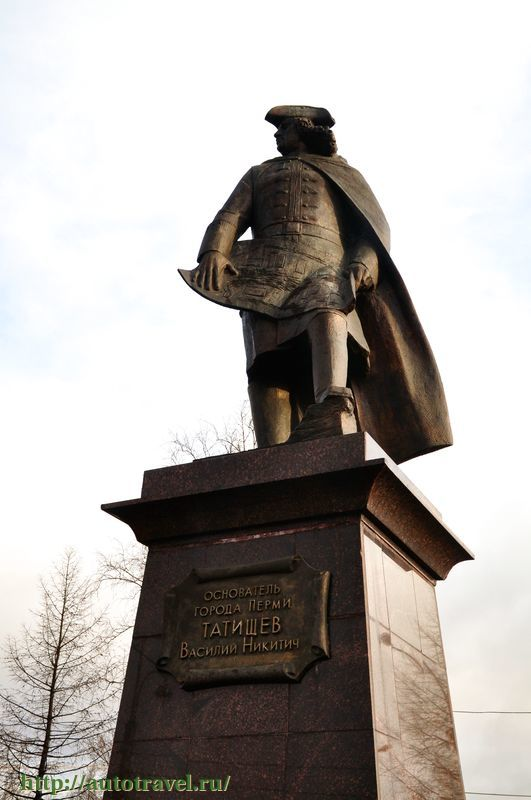 ОСНОВАТЕЛЬ
ГОРОДА ПЕРМИ
ТАТИЩЕВ
ВАСИЛИЙ НИКИТИЧ
http://autotravel.ru/